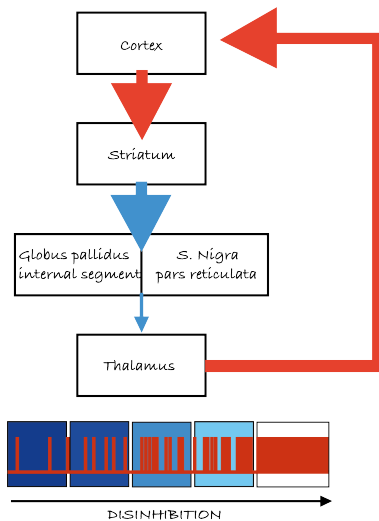 Cortex
Striatum
Globus pallidus
internal segment
S. Nigra
pars reticulata
Thalamus
DISINHIBITION